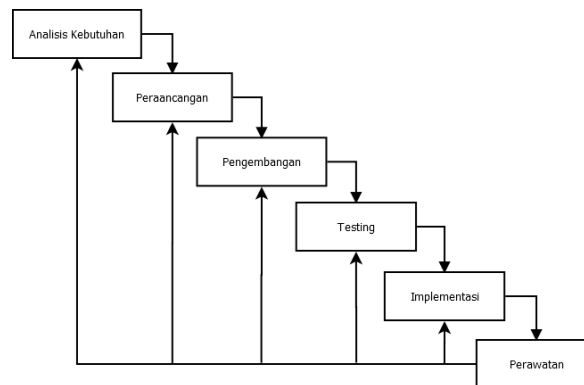 Analisis Kebutuhan
Peraancangan
Pengembangan
Testing
Implementasi
Perawatan